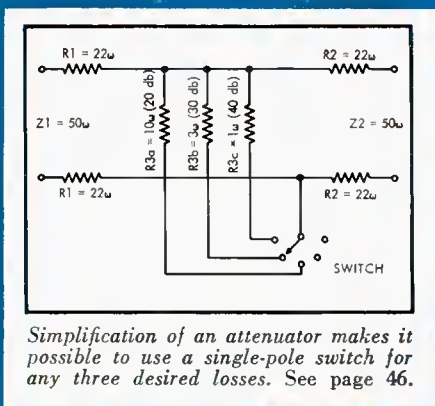 R1 = 22ω
R2 = 22ω
Z1 = 50ω
R3a = 10ω (20 db)
R3b = 3ω (30 db)
R3c = 1ω (40 db)
Z2 = 50ω
R1 = 22ω
R2 = 22ω
SWITCH
Simplification of an attenuator makes it
possible to use a single-pole switch for
any three desired losses. See page 46.